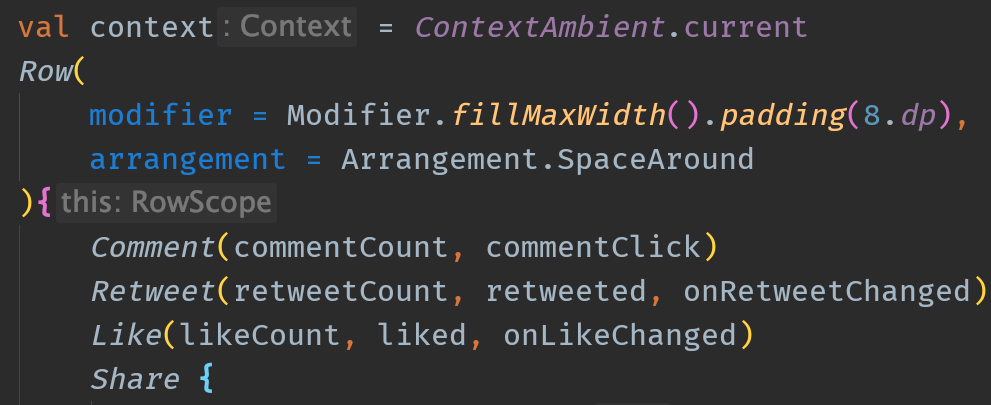 val context: Context = ContextAmbient.current
Row(
    modifier = Modifier.fillMaxWidth().padding(8.dp),
    arrangement = Arrangement.SpaceAround
){ this: RowScope
    Comment(commentCount, commentClick)
    Retweet(retweetCount, retweeted, onRetweetChanged)
    Like(likeCount, liked, onLikeChanged)
    Share {